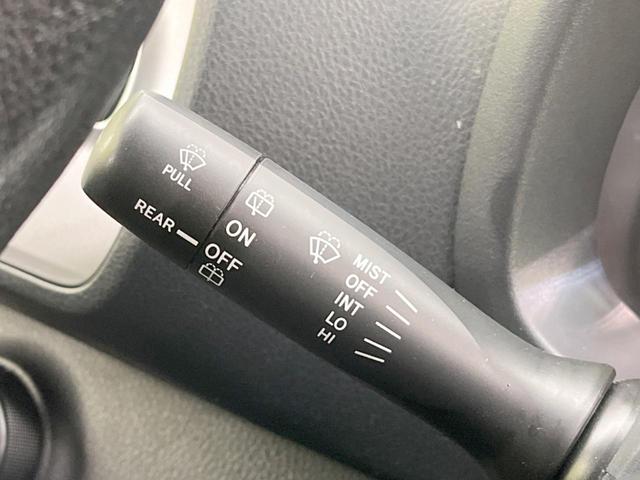 PULL
REAR
ON
OFF
MIST
OFF
INT
LO
HI